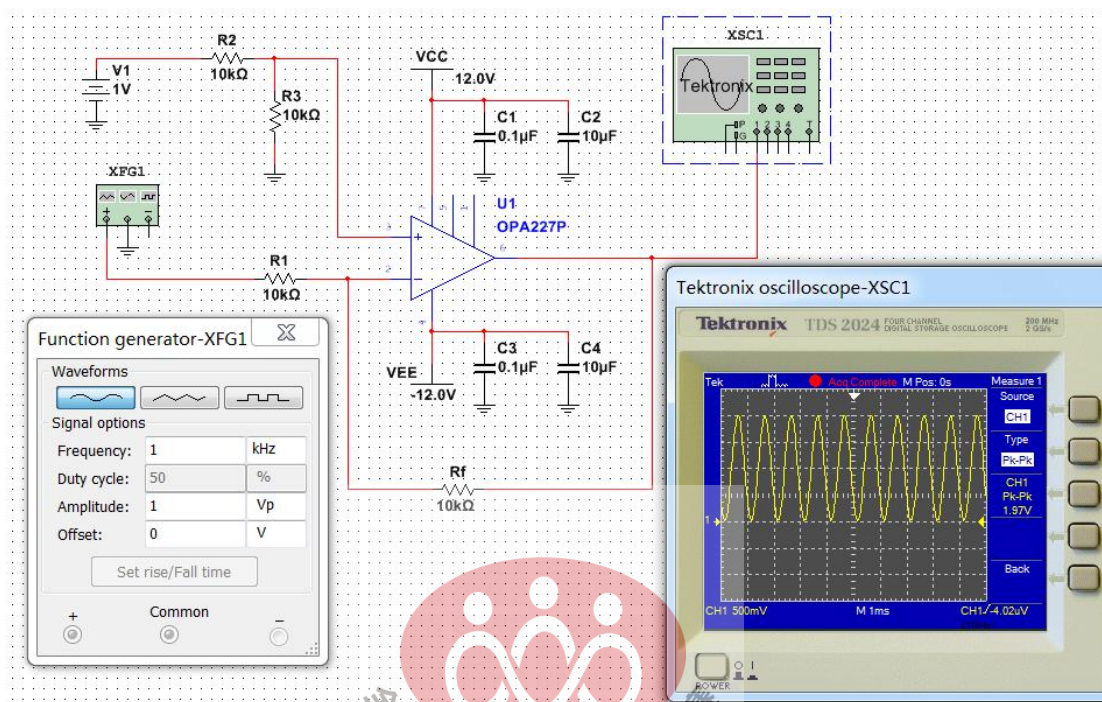 XSC1
Tektronix
P
G
1 2 3 4
T
R2
10kΩ
V1
1V
R3
10kΩ
VCC
12.0V
C1
0.1µF
C2
10µF
XFG1
+
−
U1
OPA227P
3
2
6
+
−
R1
10kΩ
C3
0.1µF
C4
10µF
VEE
-12.0V
Rf
10kΩ
Function generator-XFG1
Waveforms
Signal options
Frequency: 1 kHz
Duty cycle: 50 %
Amplitude: 1 Vp
Offset: 0 V
Set rise/Fall time
+ Common −
Tektronix oscilloscope-XSC1
Tektronix TDS 2024 FOUR CHANNEL DIGITAL STORAGE OSCILLOSCOPE 200 MHz 2 GS/s
Tek Acq Complete M Pos: 0s Measure 1
Source
CH1
Type
Pk-Pk
CH1
Pk-Pk
1.97V
1
Back
CH1 500mV M 1ms CH1 -4.02uV
POWER